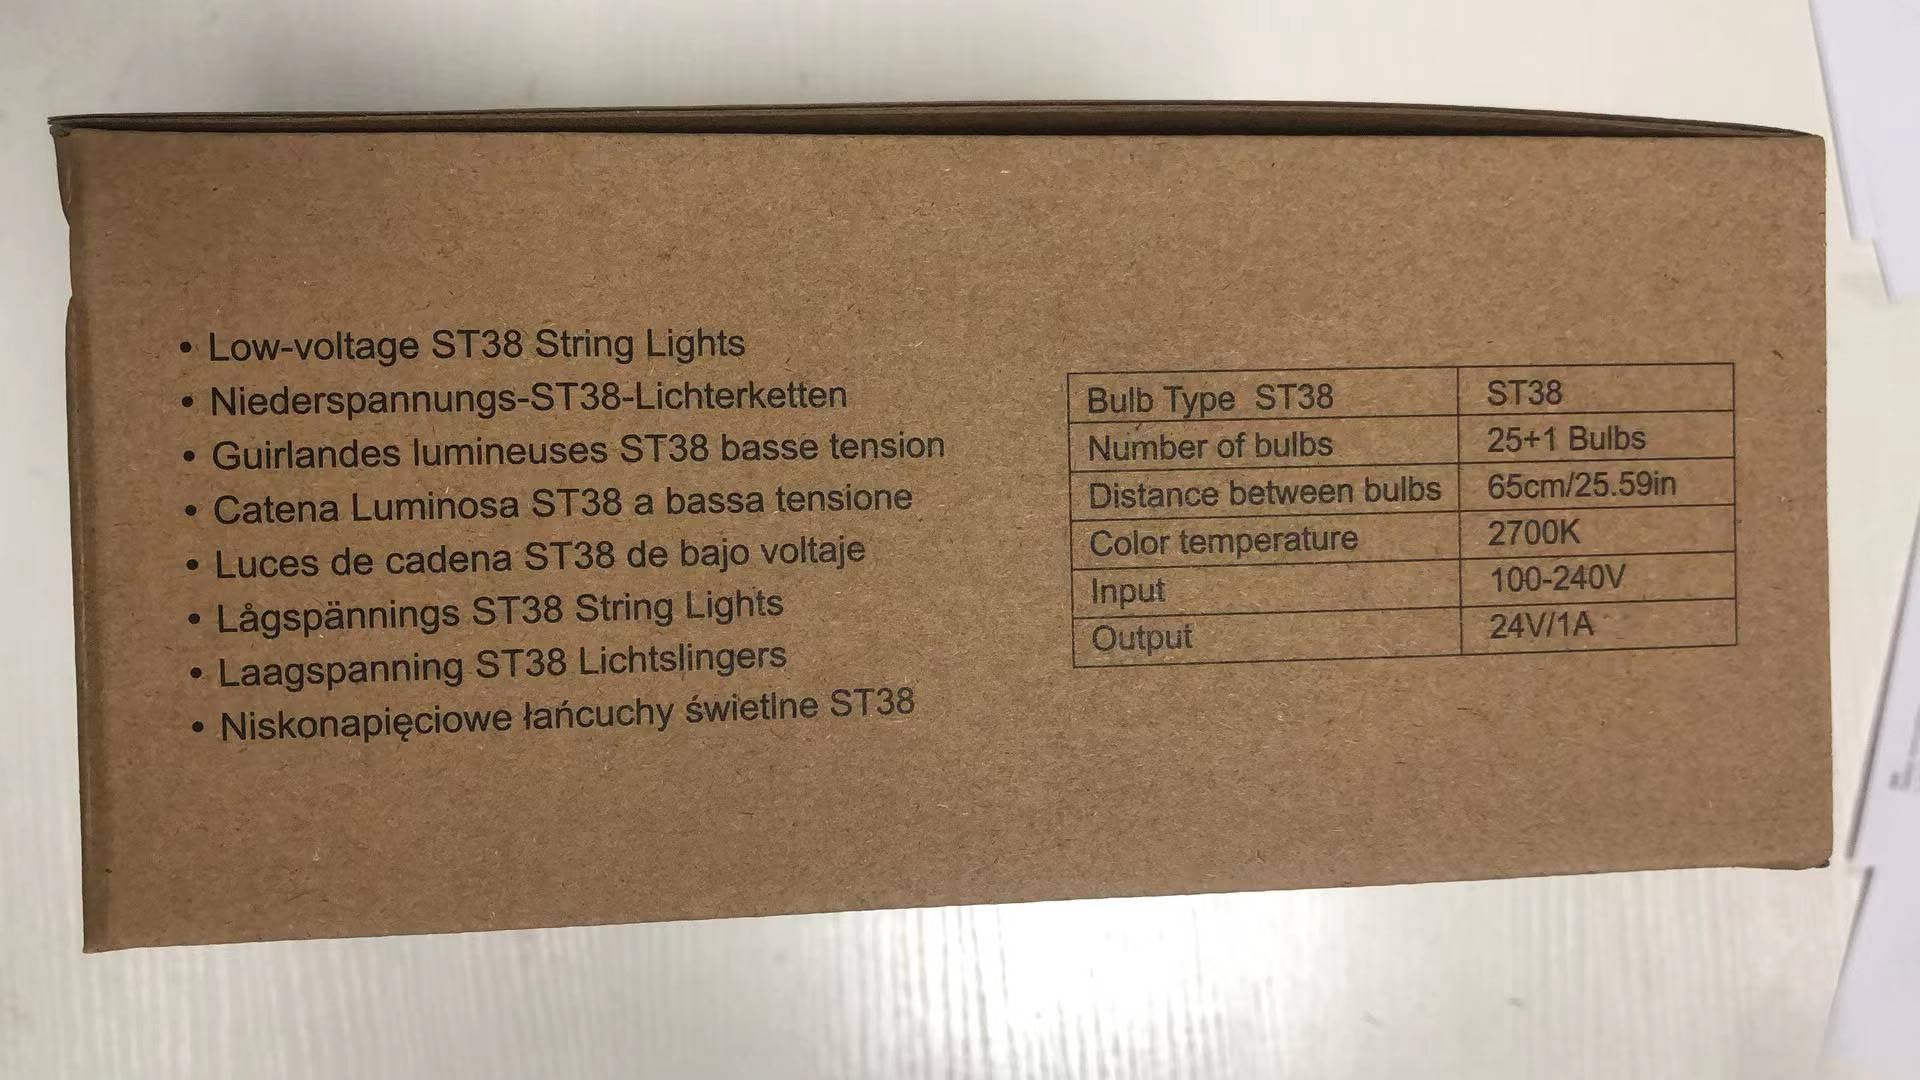 • Low-voltage ST38 String Lights
• Niederspannungs-ST38-Lichterketten
• Guirlandes lumineuses ST38 basse tension
• Catena Luminosa ST38 a bassa tensione
• Luces de cadena ST38 de bajo voltaje
• Lågspännings ST38 String Lights
• Laagspanning ST38 Lichtslingers
• Niskonapięciowe łańcuchy świetlne ST38
Bulb Type ST38 ST38
Number of bulbs 25+1 Bulbs
Distance between bulbs 65cm/25.59in
Color temperature 2700K
Input 100-240V
Output 24V/1A